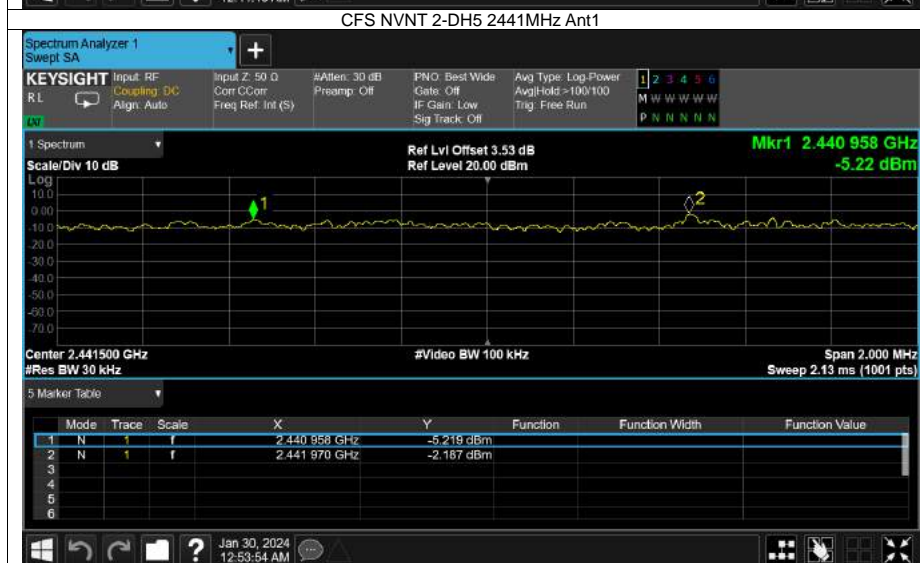 CFS NVNT 2-DH5 2441MHz Ant1
Spectrum Analyzer 1
Swept SA
+
KEYSIGHT Input: RF Input Z: 50 Ω #Atten: 30 dB PNO: Best Wide Avg Type: Log-Power 1 2 3 4 5 6
RL Coupling: DC Corr CCorr Preamp: Off Gate: Off Avg|Hold:>100/100 M W W W W W
Align: Auto Freq Ref: Int (S) IF Gain: Low Trig: Free Run
LXI Sig Track: Off P N N N N N
1 Spectrum Ref Lvl Offset 3.53 dB Mkr1 2.440 958 GHz
Scale/Div 10 dB Ref Level 20.00 dBm -5.22 dBm
Log
10.0
0.00
-10.0
-20.0
-30.0
-40.0
-50.0
-60.0
-70.0
1
2
Center 2.441500 GHz #Video BW 100 kHz Span 2.000 MHz
#Res BW 30 kHz Sweep 2.13 ms (1001 pts)
5 Marker Table
Mode Trace Scale X Y Function Function Width Function Value
1 N 1 f 2.440 958 GHz -5.219 dBm
2 N 1 f 2.441 970 GHz -2.187 dBm
3
4
5
6
? Jan 30, 2024
12:53:54 AM